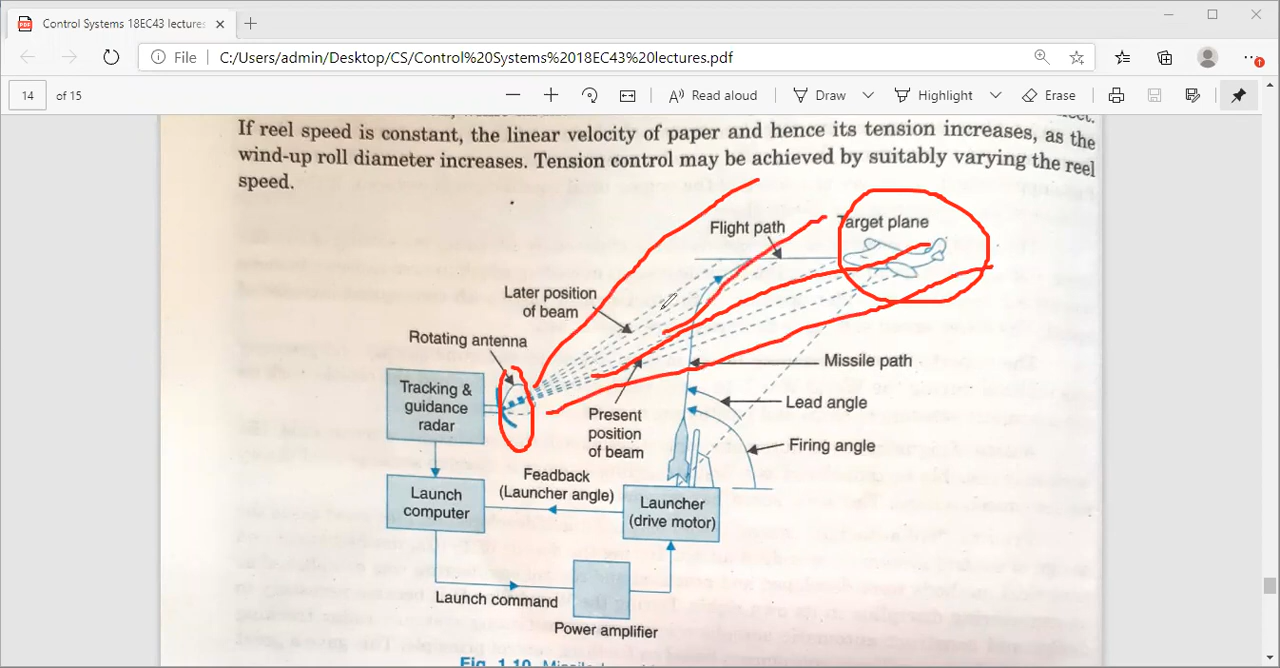 Control Systems 18EC43 lectures
File
C:/Users/admin/Desktop/CS/Control%20Systems%2018EC43%20lectures.pdf
14 of 15
Read aloud
Draw
Highlight
Erase
If reel speed is constant, the linear velocity of paper and hence its tension increases, as the
wind-up roll diameter increases. Tension control may be achieved by suitably varying the reel
speed.
Flight path
Target plane
Later position
of beam
Rotating antenna
Tracking &
guidance
radar
Missile path
Present
position
of beam
Lead angle
Firing angle
Feedback
(Launcher angle)
Launch
computer
Launcher
(drive motor)
Launch command
Power amplifier
Fig. 1.10